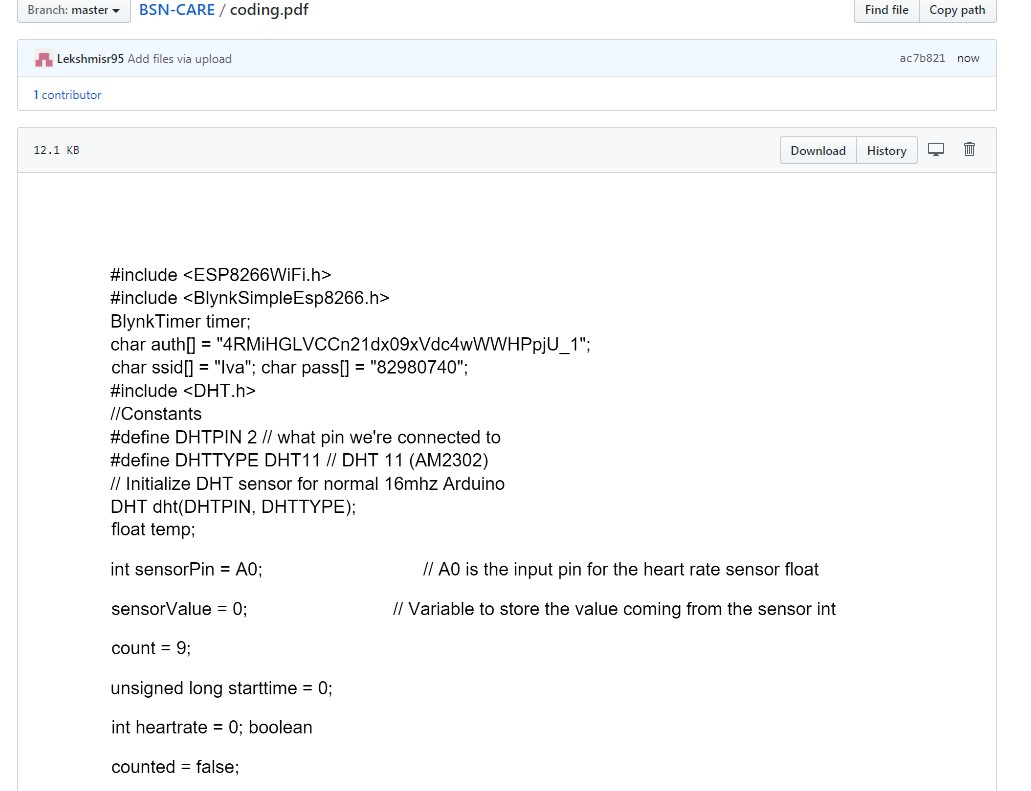 Branch: master
BSN-CARE / coding.pdf
Find file
Copy path
Lekshmisr95 Add files via upload
ac7b821 now
1 contributor
12.1 KB
Download
History
#include <ESP8266WiFi.h>
#include <BlynkSimpleEsp8266.h>
BlynkTimer timer;
char auth[] = "4RMiHGLVCCn21dx09xVdc4wWWHPpjU_1";
char ssid[] = "Iva"; char pass[] = "82980740";
#include <DHT.h>
//Constants
#define DHTPIN 2 // what pin we're connected to
#define DHTTYPE DHT11 // DHT 11 (AM2302)
// Initialize DHT sensor for normal 16mhz Arduino
DHT dht(DHTPIN, DHTTYPE);
float temp;
int sensorPin = A0; // A0 is the input pin for the heart rate sensor float
sensorValue = 0; // Variable to store the value coming from the sensor int
count = 9;
unsigned long starttime = 0;
int heartrate = 0; boolean
counted = false;